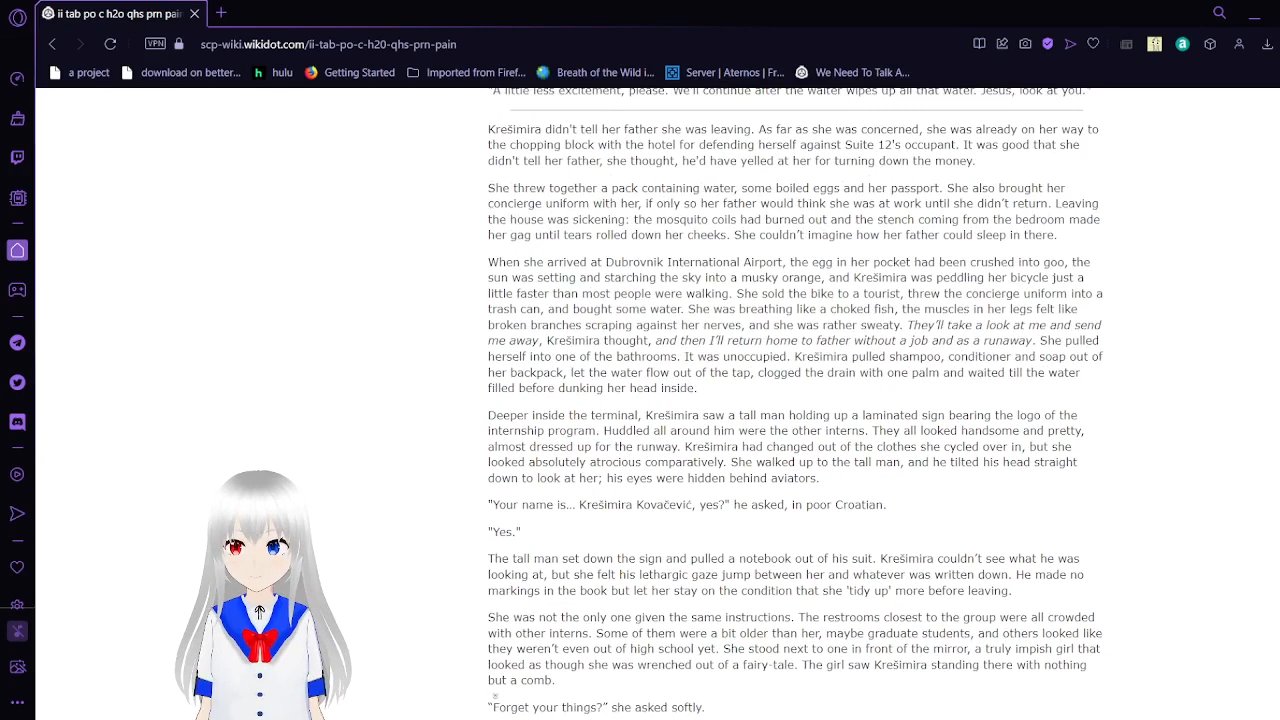 ii tab po c h2o qhs prn pain
VPN
scp-wiki.wikidot.com/ii-tab-po-c-h20-qhs-prn-pain
a project
download on better...
hulu
Getting Started
Imported from Firef...
Breath of the Wild i...
Server | Aternos | Fr...
We Need To Talk A...
"A little less excitement, please. We'll continue after the waiter wipes up all that water. Jesus, look at you."
Krešimira didn't tell her father she was leaving. As far as she was concerned, she was already on her way to
the chopping block with the hotel for defending herself against Suite 12's occupant. It was good that she
didn't tell her father, she thought, he'd have yelled at her for turning down the money.
She threw together a pack containing water, some boiled eggs and her passport. She also brought her
concierge uniform with her, if only so her father would think she was at work until she didn’t return. Leaving
the house was sickening: the mosquito coils had burned out and the stench coming from the bedroom made
her gag until tears rolled down her cheeks. She couldn’t imagine how her father could sleep in there.
When she arrived at Dubrovnik International Airport, the egg in her pocket had been crushed into goo, the
sun was setting and starching the sky into a musky orange, and Krešimira was peddling her bicycle just a
little faster than most people were walking. She sold the bike to a tourist, threw the concierge uniform into a
trash can, and bought some water. She was breathing like a choked fish, the muscles in her legs felt like
broken branches scraping against her nerves, and she was rather sweaty. They’ll take a look at me and send
me away, Krešimira thought, and then I’ll return home to father without a job and as a runaway. She pulled
herself into one of the bathrooms. It was unoccupied. Krešimira pulled shampoo, conditioner and soap out of
her backpack, let the water flow out of the tap, clogged the drain with one palm and waited till the water
filled before dunking her head inside.
Deeper inside the terminal, Krešimira saw a tall man holding up a laminated sign bearing the logo of the
internship program. Huddled all around him were the other interns. They all looked handsome and pretty,
almost dressed up for the runway. Krešimira had changed out of the clothes she cycled over in, but she
looked absolutely atrocious comparatively. She walked up to the tall man, and he tilted his head straight
down to look at her; his eyes were hidden behind aviators.
"Your name is... Krešimira Kovačević, yes?" he asked, in poor Croatian.
"Yes."
The tall man set down the sign and pulled a notebook out of his suit. Krešimira couldn’t see what he was
looking at, but she felt his lethargic gaze jump between her and whatever was written down. He made no
markings in the book but let her stay on the condition that she 'tidy up' more before leaving.
She was not the only one given the same instructions. The restrooms closest to the group were all crowded
with other interns. Some of them were a bit older than her, maybe graduate students, and others looked like
they weren’t even out of high school yet. She stood next to one in front of the mirror, a truly impish girl that
looked as though she was wrenched out of a fairy-tale. The girl saw Krešimira standing there with nothing
but a comb.
“Forget your things?” she asked softly.